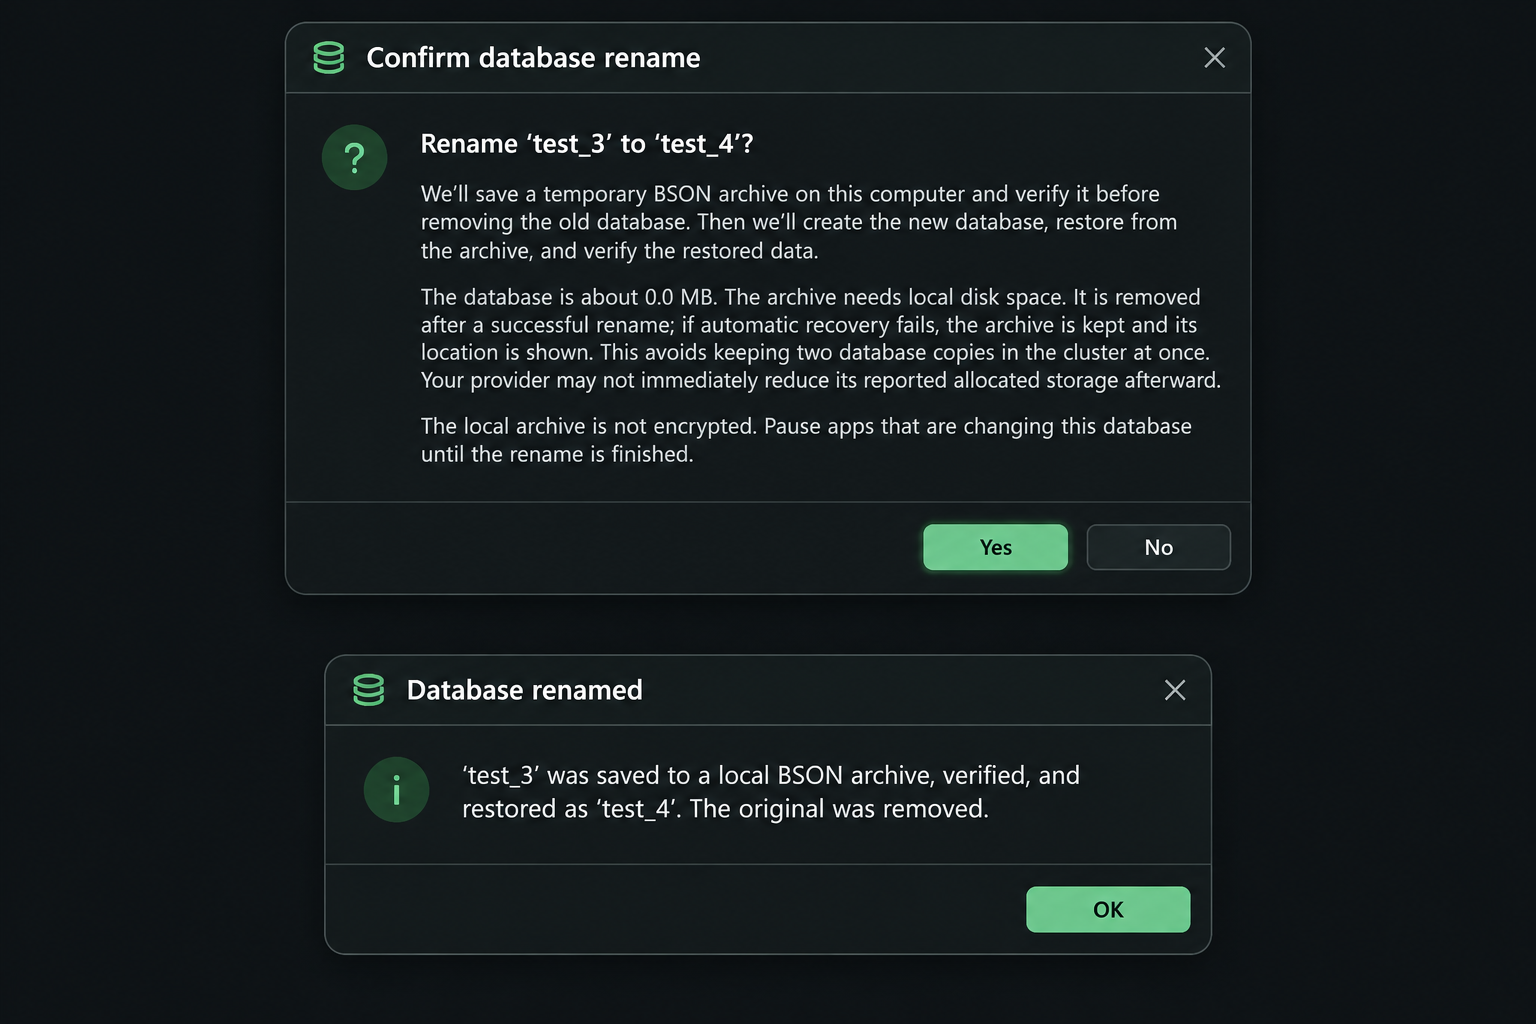 Confirm database rename
?
Rename ‘test_3’ to ‘test_4’?
We’ll save a temporary BSON archive on this computer and verify it before
removing the old database. Then we’ll create the new database, restore from
the archive, and verify the restored data.
The database is about 0.0 MB. The archive needs local disk space. It is removed
after a successful rename; if automatic recovery fails, the archive is kept and its
location is shown. This avoids keeping two database copies in the cluster at once.
Your provider may not immediately reduce its reported allocated storage afterward.
The local archive is not encrypted. Pause apps that are changing this database
until the rename is finished.
Yes
No
Database renamed
i
‘test_3’ was saved to a local BSON archive, verified, and
restored as ‘test_4’. The original was removed.
OK